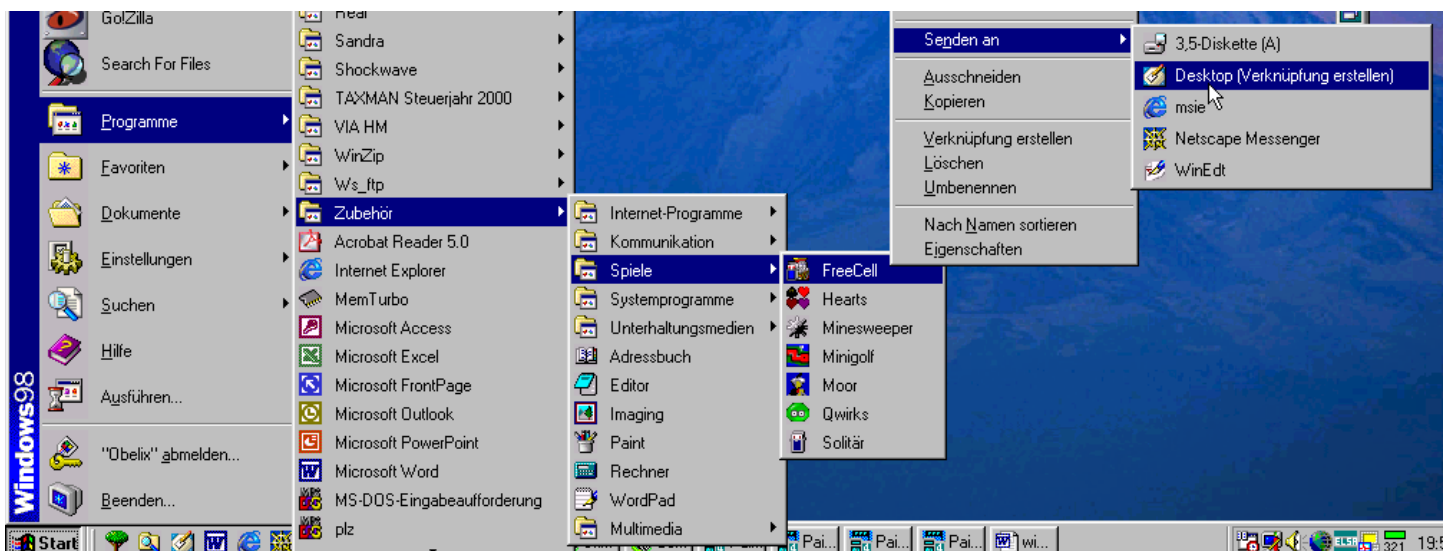 Go!Zilla
Search For Files
Programme
Favoriten
Dokumente
Einstellungen
Suchen
Hilfe
Ausführen...
"Obelix" abmelden...
Beenden...
Windows98
Real
Sandra
Shockwave
TAXMAN Steuerjahr 2000
VIA HM
WinZip
Ws_ftp
Zubehör
Acrobat Reader 5.0
Internet Explorer
MemTurbo
Microsoft Access
Microsoft Excel
Microsoft FrontPage
Microsoft Outlook
Microsoft PowerPoint
Microsoft Word
MS-DOS-Eingabeaufforderung
plz
Internet-Programme
Kommunikation
Spiele
Systemprogramme
Unterhaltungsmedien
Adressbuch
Editor
Imaging
Paint
Rechner
WordPad
Multimedia
FreeCell
Hearts
Minesweeper
Minigolf
Moor
Qwirks
Solitär
Senden an
Ausschneiden
Kopieren
Verknüpfung erstellen
Löschen
Umbenennen
Nach Namen sortieren
Eigenschaften
3,5-Diskette (A)
Desktop (Verknüpfung erstellen)
msie
Netscape Messenger
WinEdt
Start
Pai...
Pai...
Pai...
wi...
ELSA
321